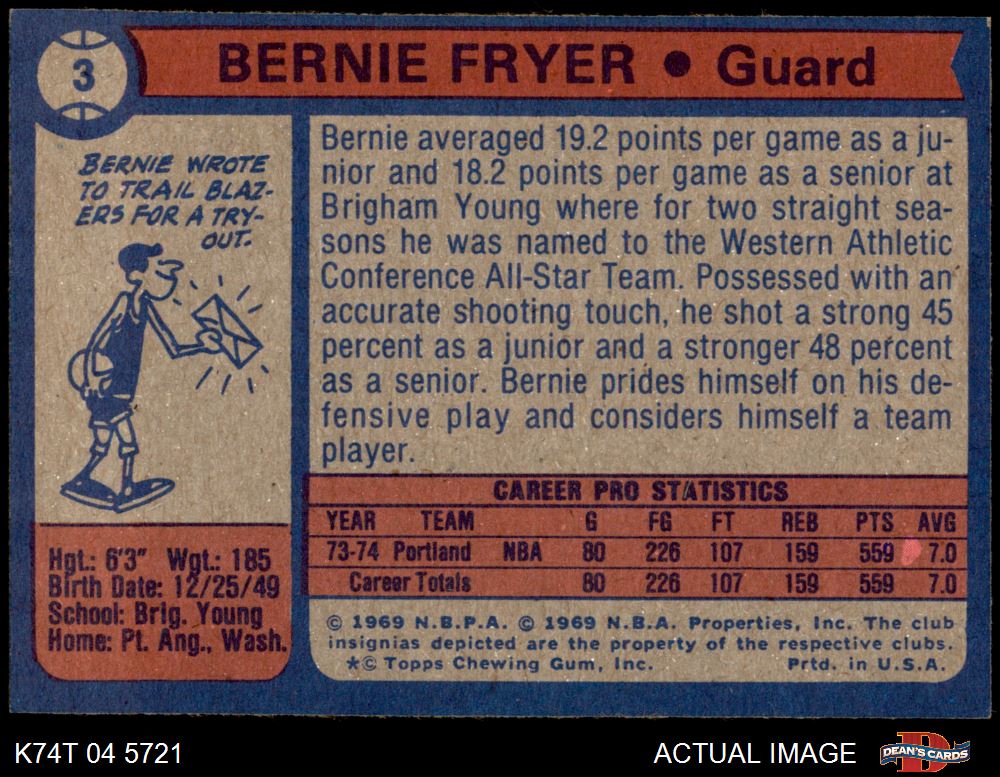 3
BERNIE FRYER • Guard
BERNIE WROTE
TO TRAIL BLAZ-
ERS FOR A TRY-
OUT.
Bernie averaged 19.2 points per game as a ju-
nior and 18.2 points per game as a senior at
Brigham Young where for two straight sea-
sons he was named to the Western Athletic
Conference All-Star Team. Possessed with an
accurate shooting touch, he shot a strong 45
percent as a junior and a stronger 48 percent
as a senior. Bernie prides himself on his de-
fensive play and considers himself a team
player.
Hgt.: 6'3" Wgt.: 185
Birth Date: 12/25/49
School: Brig. Young
Home: Pt. Ang., Wash.
CAREER PRO STATISTICS
YEAR TEAM G FG FT REB PTS AVG
73-74 Portland NBA 80 226 107 159 559 7.0
Career Totals 80 226 107 159 559 7.0
© 1969 N.B.P.A. © 1969 N.B.A. Properties, Inc. The club
insignias depicted are the property of the respective clubs.
*© Topps Chewing Gum, Inc. Prtd. in U.S.A.
K74T 04 5721
ACTUAL IMAGE
D
DEAN'S CARDS